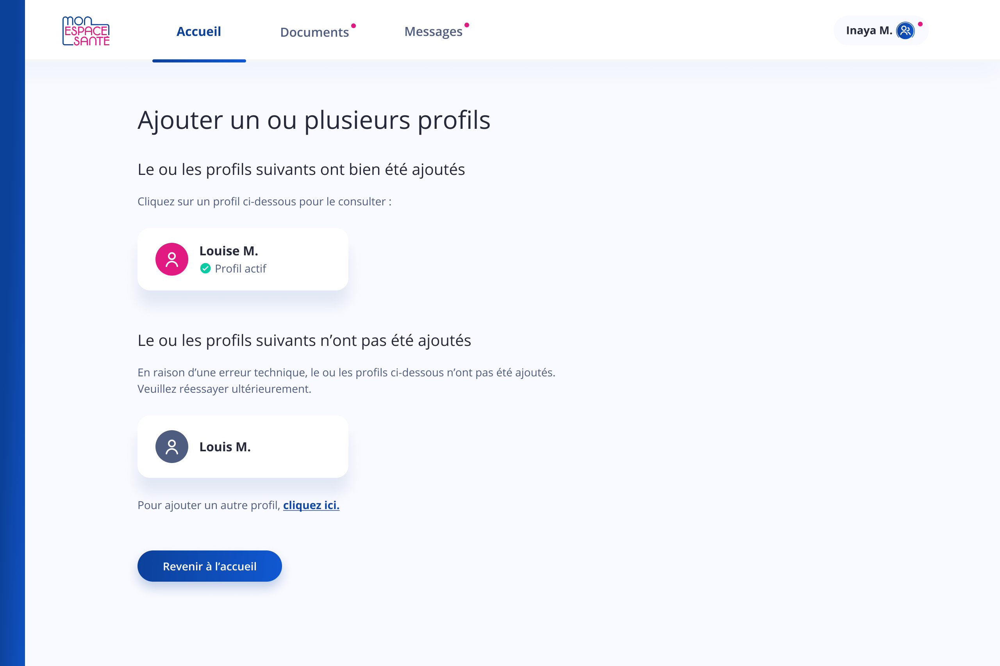 mon
ESPACE
SANTÉ
Accueil
Documents
Messages
Inaya M.
Ajouter un ou plusieurs profils
Le ou les profils suivants ont bien été ajoutés
Cliquez sur un profil ci-dessous pour le consulter :
Louise M.
Profil actif
Le ou les profils suivants n’ont pas été ajoutés
En raison d’une erreur technique, le ou les profils ci-dessous n’ont pas été ajoutés.
Veuillez réessayer ultérieurement.
Louis M.
Pour ajouter un autre profil, cliquez ici.
Revenir à l’accueil